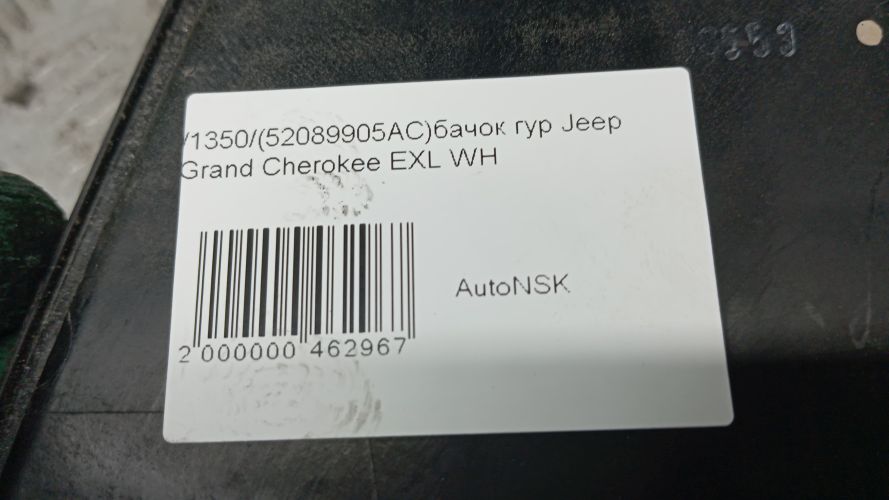 /1350/(52089905AC)бачок гур Jeep
Grand Cherokee EXL WH
AutoNSK
2 000000 462967